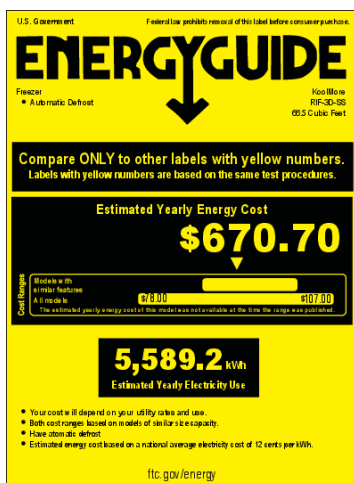 U.S. Government
Federal law prohibits removal of this label before consumer purchase.
ENERGYGUIDE
Freezer
• Automatic Defrost
KoolMore
RIF-3D-SS
66.5 Cubic Feet
Compare ONLY to other labels with yellow numbers.
Labels with yellow numbers are based on the same test procedures.
Estimated Yearly Energy Cost
$670.70
Cost Ranges
Models with
similar features
All models
$78.00
$107.00
The estimated yearly energy cost of this model was not available at the time the range was published.
5,589.2 kWh
Estimated Yearly Electricity Use
• Your cost will depend on your utility rates and use.
• Both cost ranges based on models of similar size capacity.
• Have atomatic defrost
• Estimated energy cost based on a national average electricity cost of 12 cents per kWh.
ftc.gov/energy